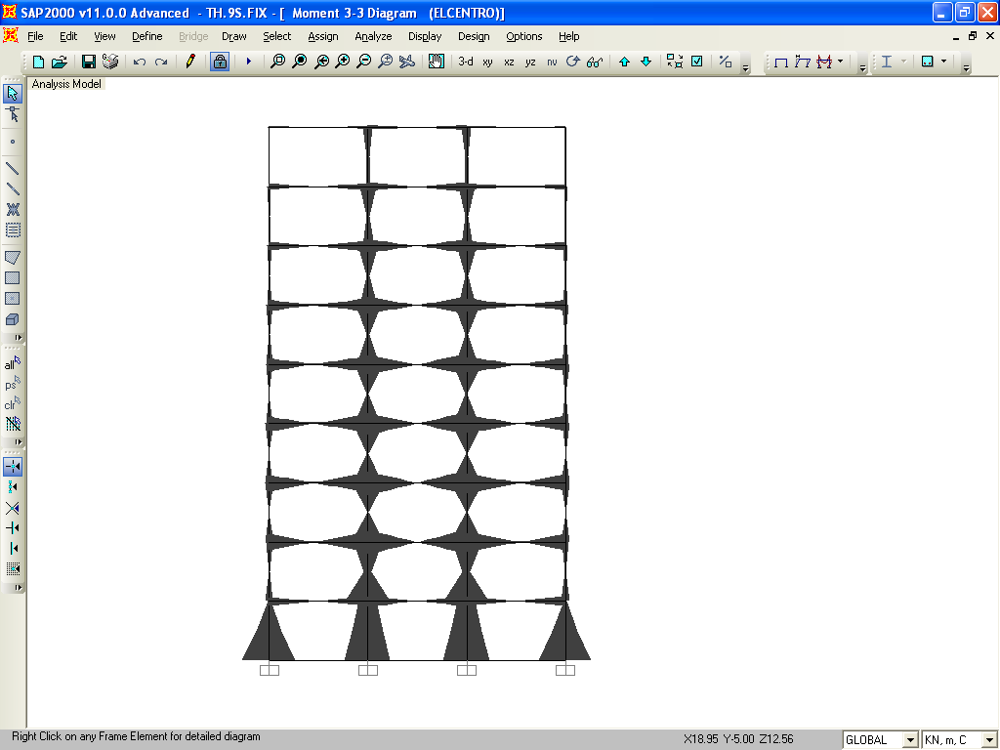 SAP2000 v11.0.0 Advanced - TH.9S.FIX - [ Moment 3-3 Diagram (ELCENTRO)]
File Edit View Define Bridge Draw Select Assign Analyze Display Design Options Help
3-d xy xz yz nv
Analysis Model
all
ps
clr
Right Click on any Frame Element for detailed diagram
X18.95 Y-5.00 Z12.56
GLOBAL
KN, m, C